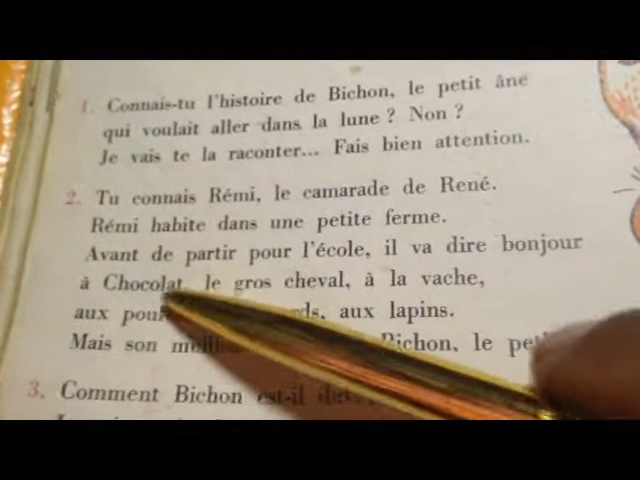 1. Connais-tu l'histoire de Bichon, le petit âne
qui voulait aller dans la lune ? Non ?
Je vais te la raconter... Fais bien attention.
2. Tu connais Rémi, le camarade de René.
Rémi habite dans une petite ferme.
Avant de partir pour l'école, il va dire bonjour
à Chocolat, le gros cheval, à la vache,
aux aux lapins.
Mais son Bichon, le
3. Comment Bichon est-il